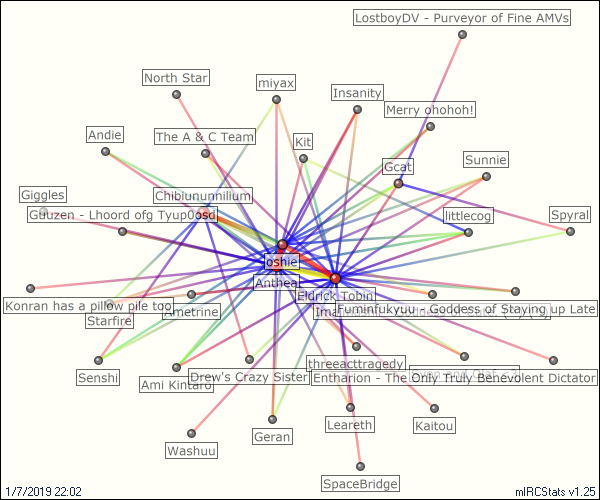 LostboyDV - Purveyor of Fine AMVs
North Star
miyax
Insanity
Merry ohohoh!
Andie
The A & C Team
Kit
Gcat
Sunnie
Giggles
Chibiunumnilium
Guuzen - Lhoord ofg Tyup0osd
littlecog
Spyral
oshie
Anthea
Eldrick Tobin
Konran has a pillow pile too
Starfire
Ametrine
Fuminfukyuu - Goddess of Staying up Late
threeacttragedy
Senshi
Ami Kintaro
Drew's Crazy Sister
Entharion - The Only Truly Benevolent Dictator
Washuu
Geran
Leareth
Kaitou
SpaceBridge
1/7/2019 22:02
mIRCStats v1.25